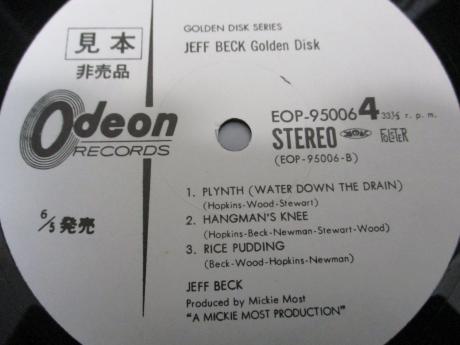 GOLDEN DISK SERIES
JEFF BECK Golden Disk
見本
非売品
Odeon
RECORDS
EOP-95006 4 33⅓ r. p. m.
STEREO
(EOP-95006-B)
6/5 発売
1. PLYNTH (WATER DOWN THE DRAIN)
(Hopkins-Wood-Stewart)
2. HANGMAN'S KNEE
(Hopkins-Beck-Newman-Stewart-Wood)
3. RICE PUDDING
(Beck-Wood-Hopkins-Newman)
JEFF BECK
Produced by Mickie Most
"A MICKIE MOST PRODUCTION"